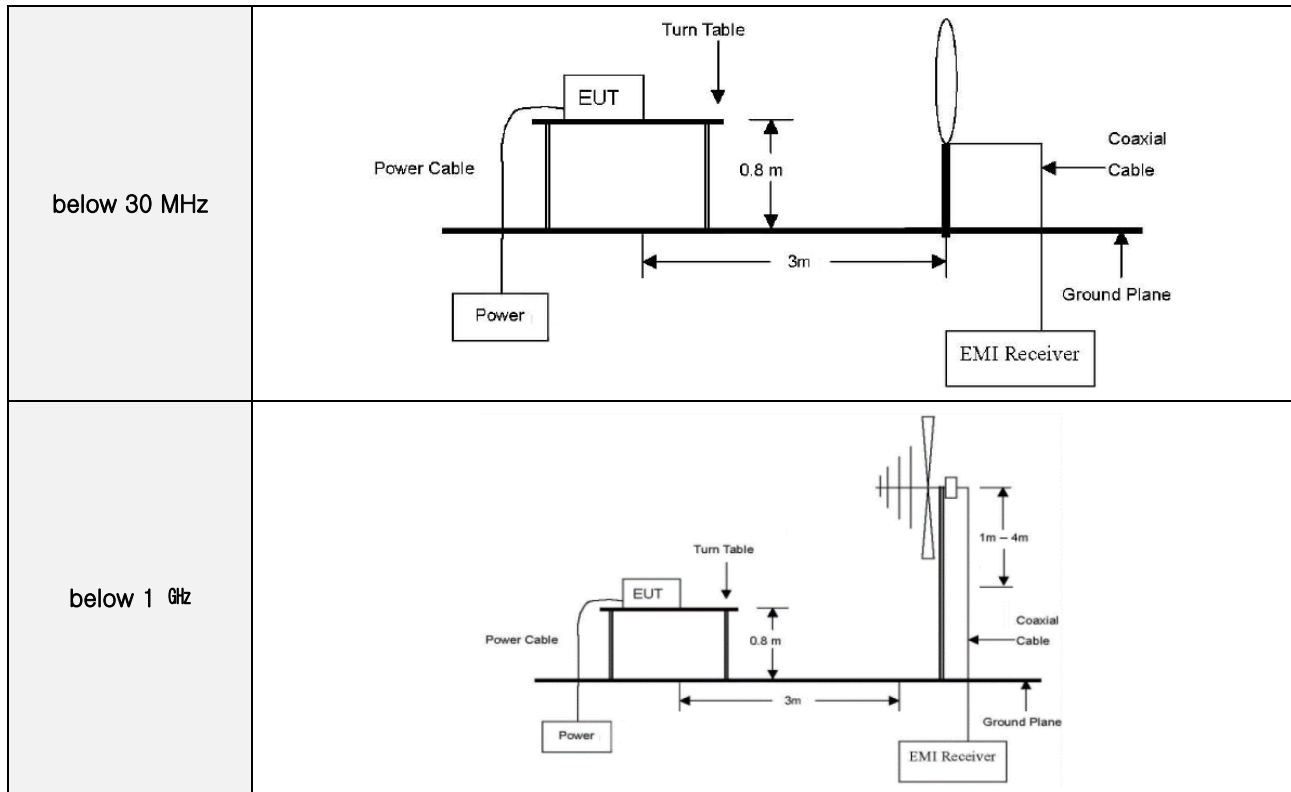 below 30 MHz
Turn Table
EUT
Power Cable
0.8 m
Coaxial
Cable
3m
Ground Plane
Power
EMI Receiver
below 1 ㎓
Turn Table
EUT
1m – 4m
Power Cable
0.8 m
Coaxial
Cable
3m
Ground Plane
Power
EMI Receiver